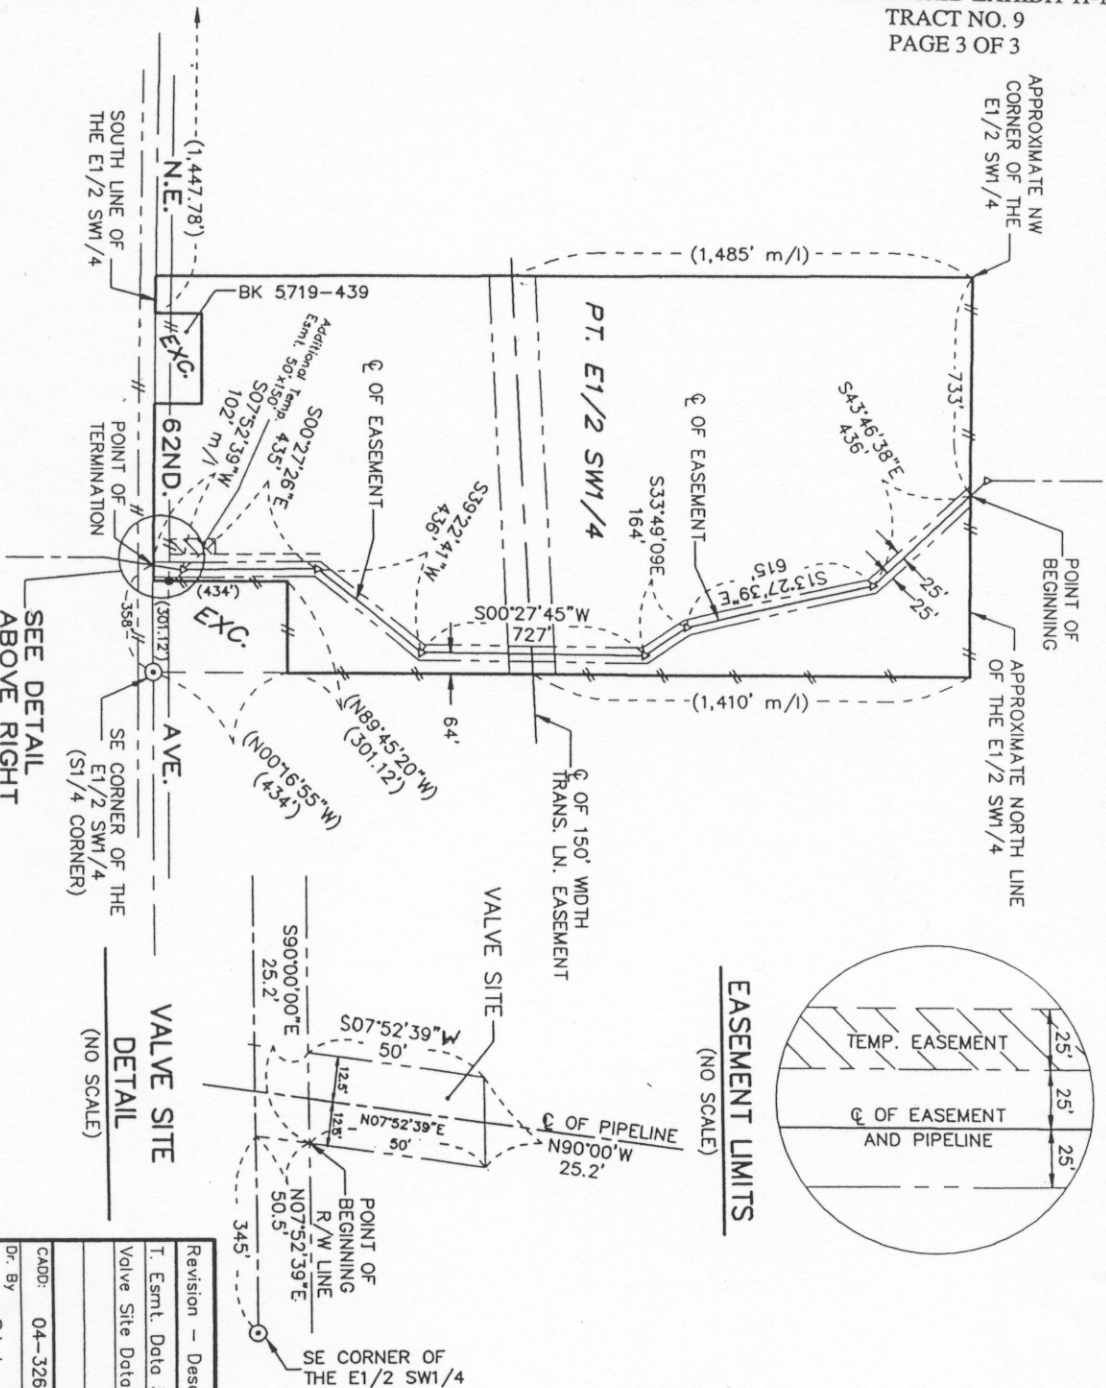 TRACT NO. 9
PAGE 3 OF 3
APPROXIMATE NW
CORNER OF THE
E1/2 SW1/4
(1,485' m/l)
733'
POINT OF
BEGINNING
APPROXIMATE NORTH LINE
OF THE E1/2 SW1/4
S43°46'38"E
436'
25'
25'
PT. E1/2 SW1/4
℄ OF EASEMENT
S13°27'39"E
615'
S33°49'09E
164'
S00°27'45"W
727'
(1,410' m/l)
℄ OF 150' WIDTH
TRANS. LN. EASEMENT
64'
S39°22'41"W
436'
℄ OF EASEMENT
S00°27'26"E
435'
Additional Temp.
Esmt. 50'x150'
S07°52'39"W
102' m/l
BK 5719-439
EXC.
(1,447.78')
N.E.
62ND.
AVE.
SOUTH LINE OF
THE E1/2 SW1/4
POINT OF
TERMINATION
(434')
EXC.
(301.12')
358'
(N89°45'20"W)
(301.12')
(N00°16'55"W)
(434')
SE CORNER OF THE
E1/2 SW1/4
(S1/4 CORNER)
SEE DETAIL
ABOVE RIGHT
TEMP. EASEMENT
℄ OF EASEMENT
AND PIPELINE
25'
25'
25'
EASEMENT LIMITS
(NO SCALE)
VALVE SITE
S07°52'39"W
50'
12.5'
12.5'
N07°52'39"E
50'
℄ OF PIPELINE
N90°00'W
25.2'
S90°00'00"E
25.2'
POINT OF
BEGINNING
R/W LINE
N07°52'39"E
50.5'
345'
SE CORNER OF
THE E1/2 SW1/4
VALVE SITE
DETAIL
(NO SCALE)
Revision -
T. Esmt. Data
Valve Site Data
CADD: 04-326
Dr. By